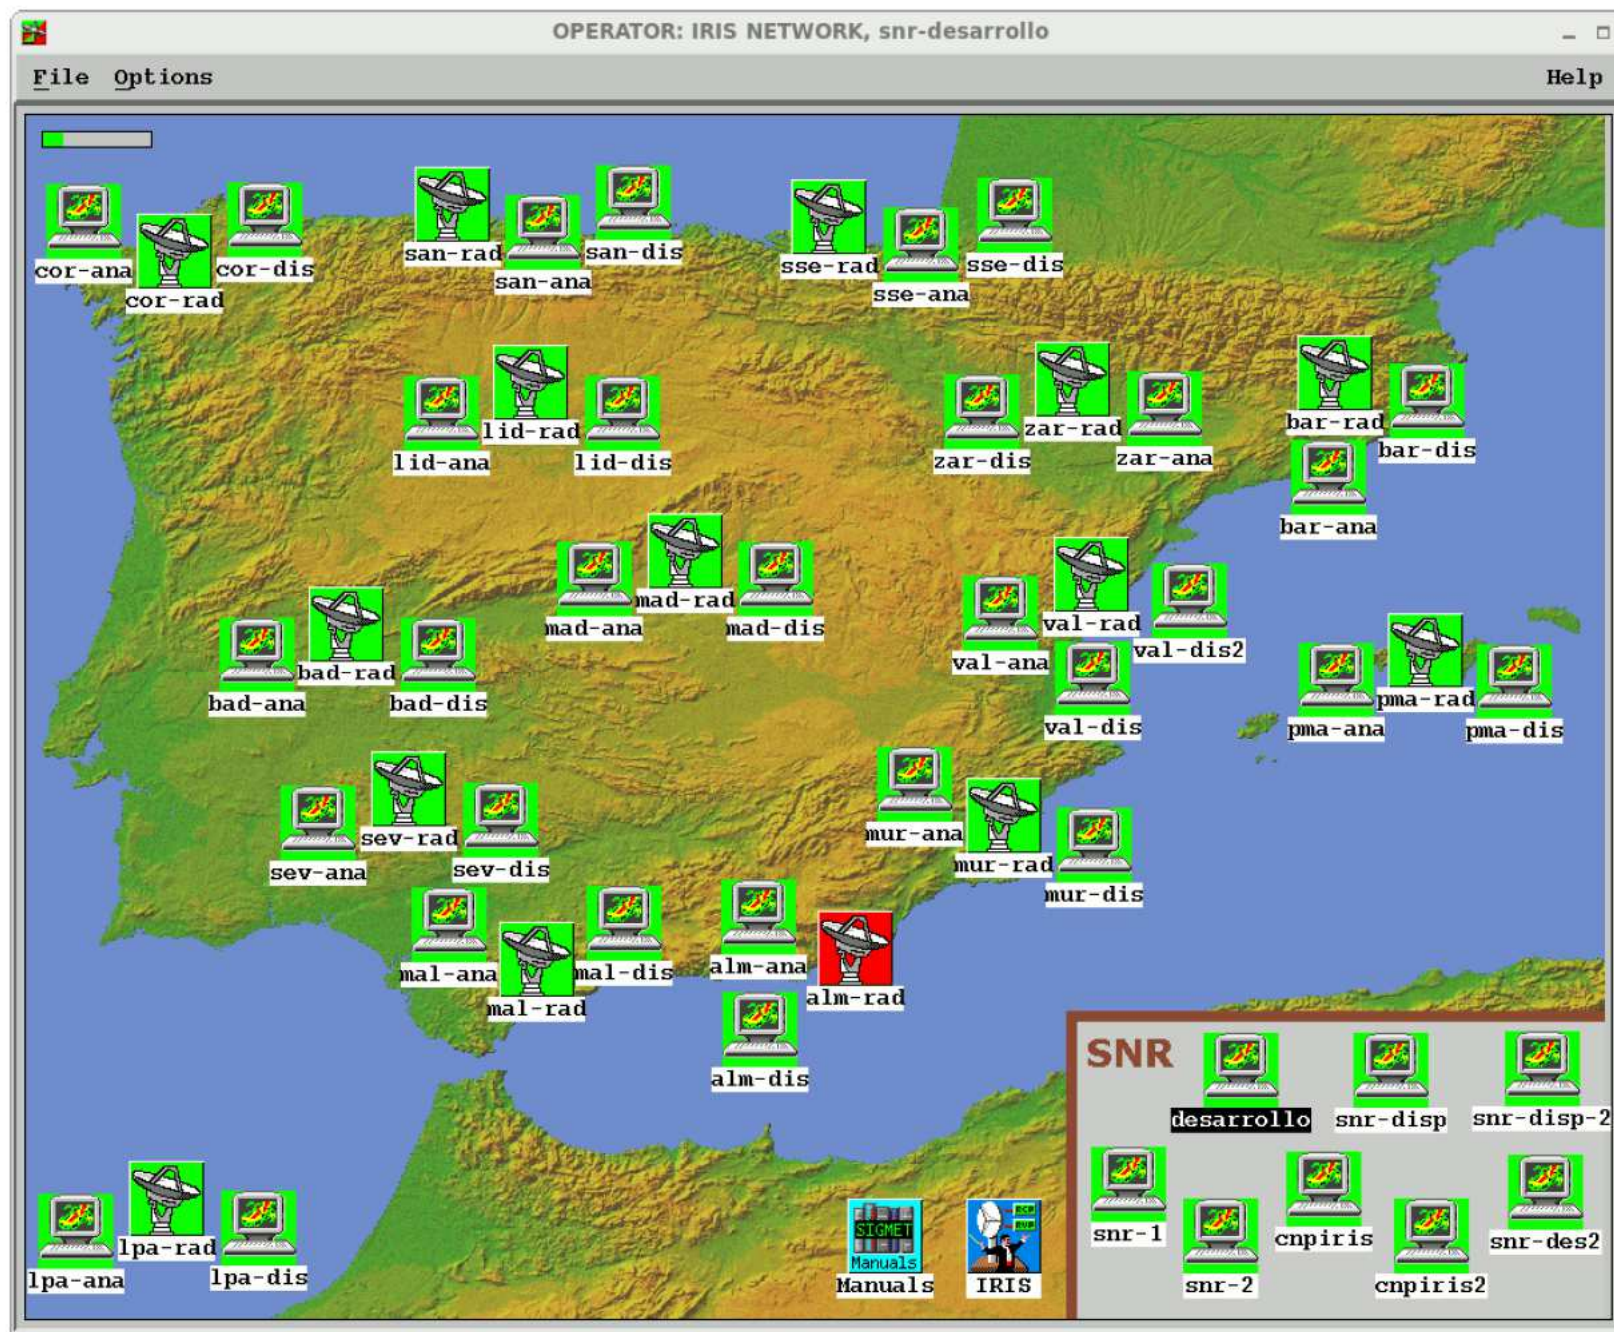 OPERATOR: IRIS NETWORK, snr-desarrollo
File Options Help
cor-ana
cor-rad
cor-dis
san-rad
san-ana
san-dis
sse-rad
sse-ana
sse-dis
lid-ana
lid-rad
lid-dis
zar-dis
zar-rad
zar-ana
bar-rad
bar-dis
bar-ana
mad-ana
mad-rad
mad-dis
val-ana
val-rad
val-dis2
val-dis
bad-ana
bad-rad
bad-dis
pma-ana
pma-rad
pma-dis
sev-ana
sev-rad
sev-dis
mur-ana
mur-rad
mur-dis
mal-ana
mal-rad
mal-dis
alm-ana
alm-rad
alm-dis
lpa-ana
lpa-rad
lpa-dis
SIGMET
Manuals
Manuals
RCP
RVP
IRIS
SNR
desarrollo
snr-disp
snr-disp-2
snr-1
snr-2
cnpiris
cnpiris2
snr-des2